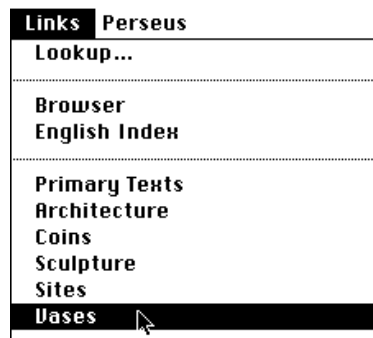 Links Perseus
Lookup...
Browser
English Index
Primary Texts
Architecture
Coins
Sculpture
Sites
Vases